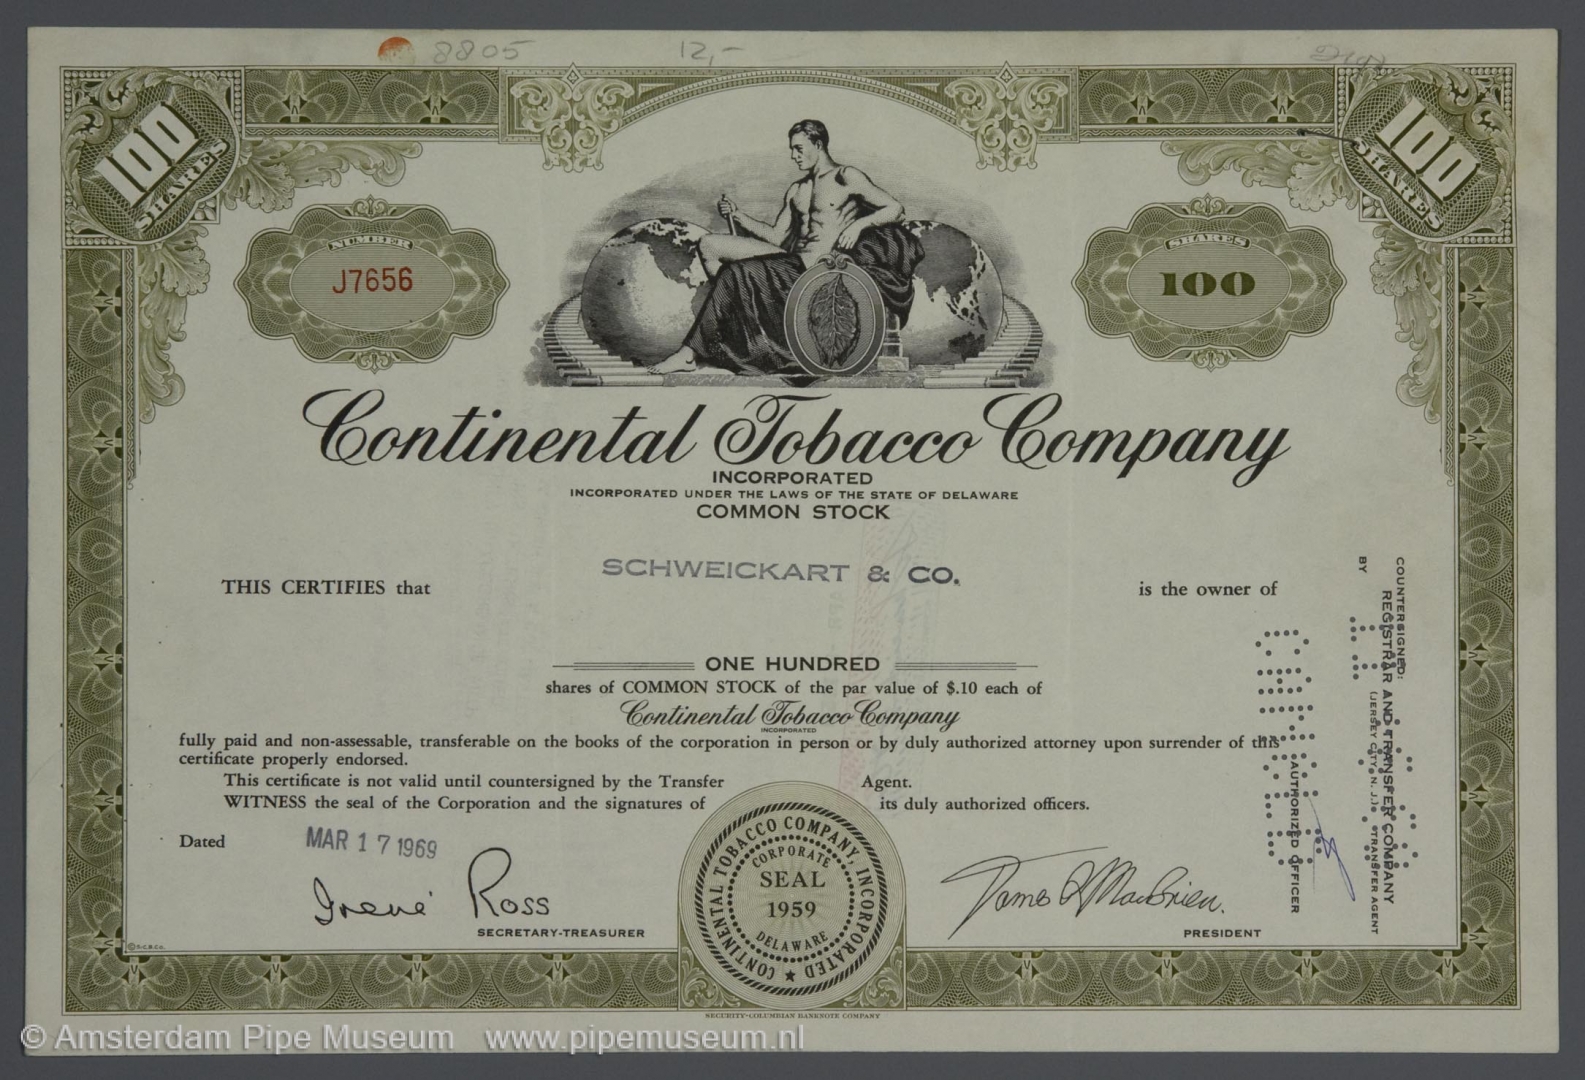 8805 12,-
100 SHARES
100 SHARES
NUMBER
J7656
SHARES
100
Continental Tobacco Company
INCORPORATED
INCORPORATED UNDER THE LAWS OF THE STATE OF DELAWARE
COMMON STOCK
THIS CERTIFIES that SCHWEICKART & CO. is the owner of
ONE HUNDRED
shares of COMMON STOCK of the par value of $.10 each of
Continental Tobacco Company
INCORPORATED
fully paid and non-assessable, transferable on the books of the corporation in person or by duly authorized attorney upon surrender of this
certificate properly endorsed.
This certificate is not valid until countersigned by the Transfer Agent.
WITNESS the seal of the Corporation and the signatures of its duly authorized officers.
Dated MAR 17 1969
Irene Ross
SECRETARY-TREASURER
CONTINENTAL TOBACCO COMPANY, INCORPORATED
CORPORATE
SEAL
1959
DELAWARE
James R MacBrien.
PRESIDENT
COUNTERSIGNED:
REGISTRAR AND TRANSFER COMPANY
(JERSEY CITY, N. J.) TRANSFER AGENT
BY
AUTHORIZED OFFICER
© S.C.B.CO.
SECURITY-COLUMBIAN BANKNOTE COMPANY
© Amsterdam Pipe Museum www.pipemuseum.nl